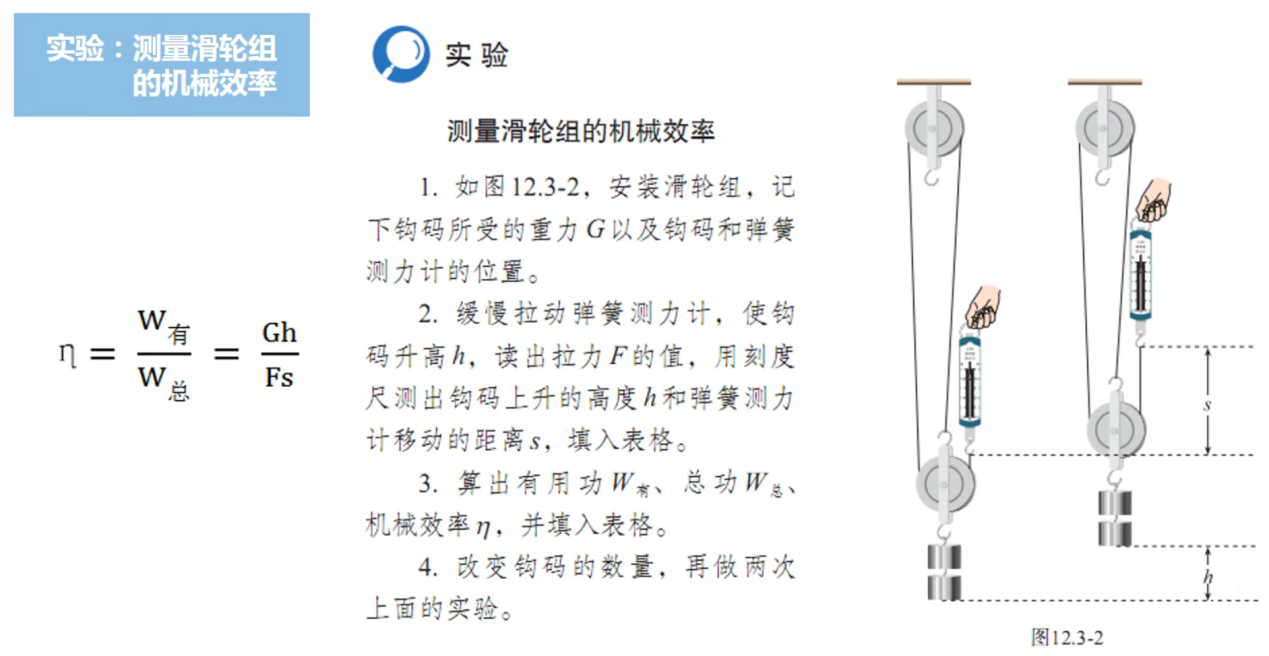 实验：测量滑轮组
的机械效率
η = W有/W总 = Gh/Fs
实验
测量滑轮组的机械效率
1. 如图12.3-2，安装滑轮组，记
下钩码所受的重力G以及钩码和弹簧
测力计的位置。
2. 缓慢拉动弹簧测力计，使钩
码升高h，读出拉力F的值，用刻度
尺测出钩码上升的高度h和弹簧测力
计移动的距离s，填入表格。
3. 算出有用功W有、总功W总、
机械效率η，并填入表格。
4. 改变钩码的数量，再做两次
上面的实验。
s
h
图12.3-2